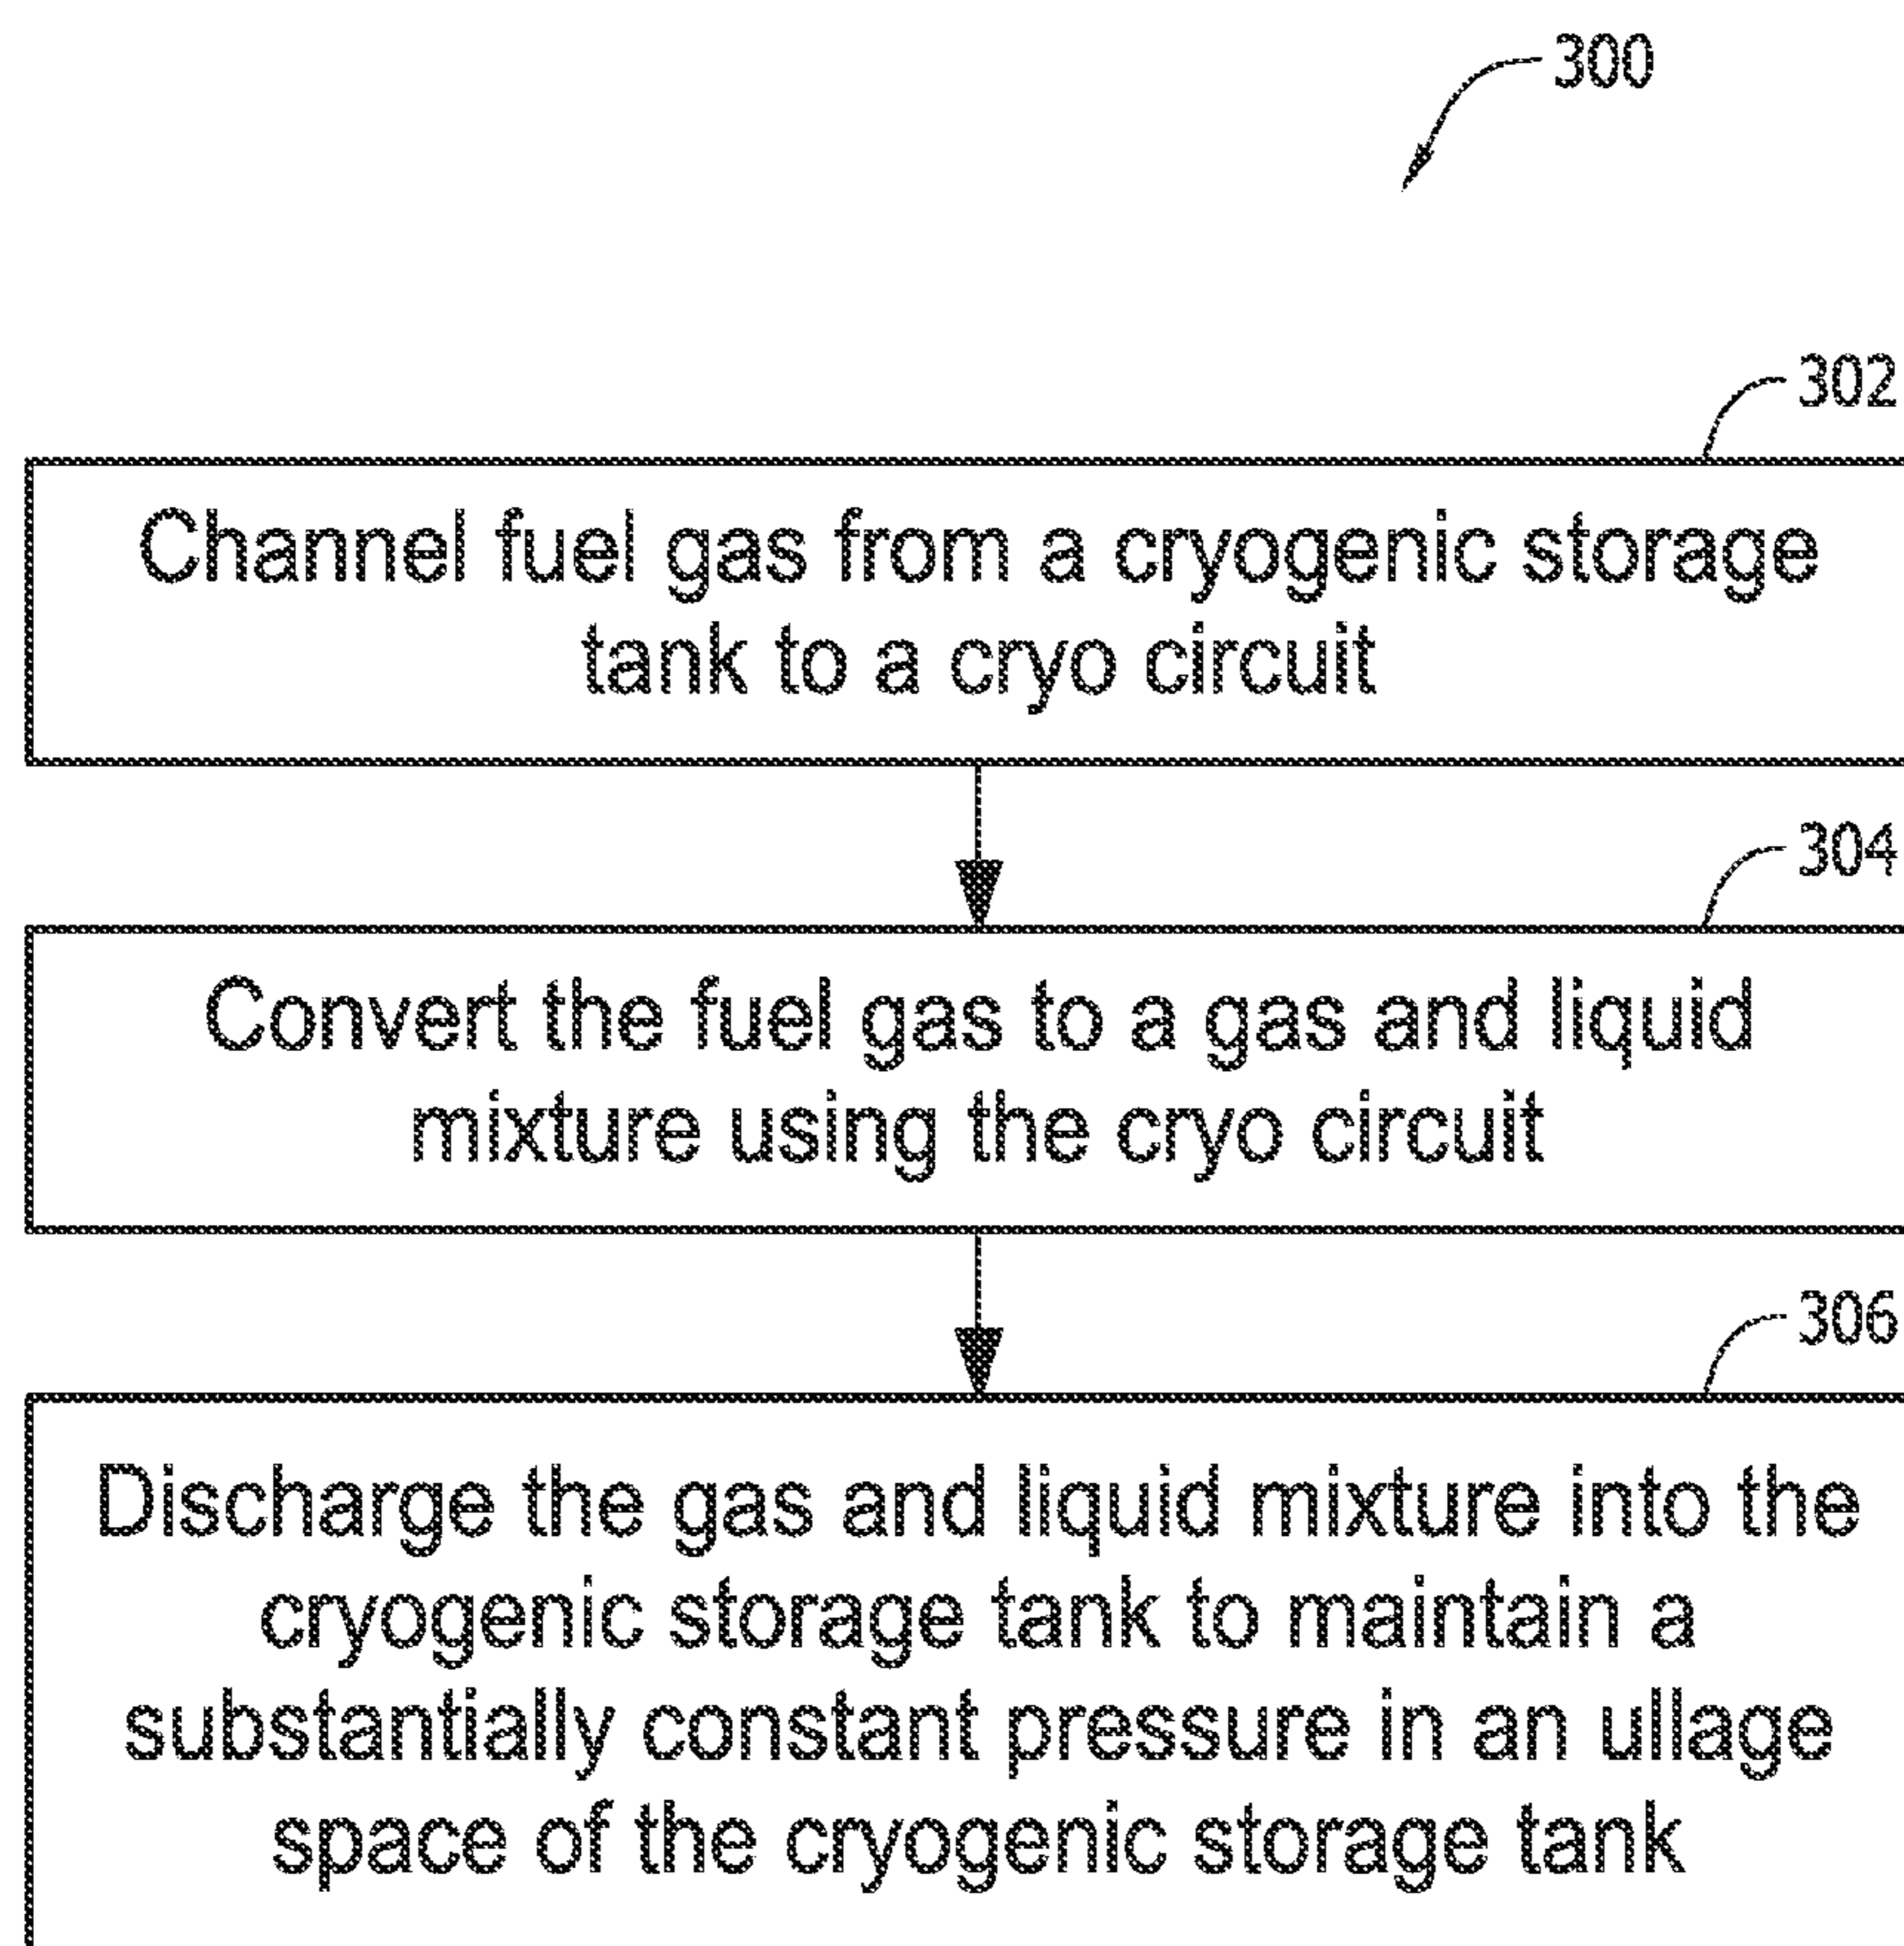 300
302
Channel fuel gas from a cryogenic storage
tank to a cryo circuit
304
Convert the fuel gas to a gas and liquid
mixture using the cryo circuit
306
Discharge the gas and liquid mixture into the
cryogenic storage tank to maintain a
substantially constant pressure in an ullage
space of the cryogenic storage tank